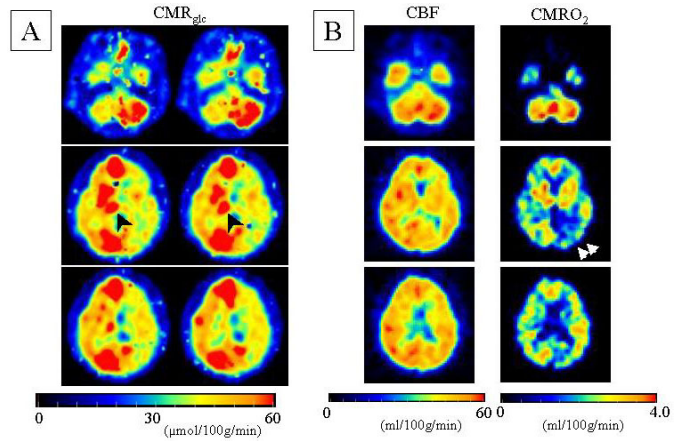 A
CMRglc
B
CBF
CMRO2
0 30 60
(μmol/100g/min)
0 60
(ml/100g/min)
0 4.0
(ml/100g/min)